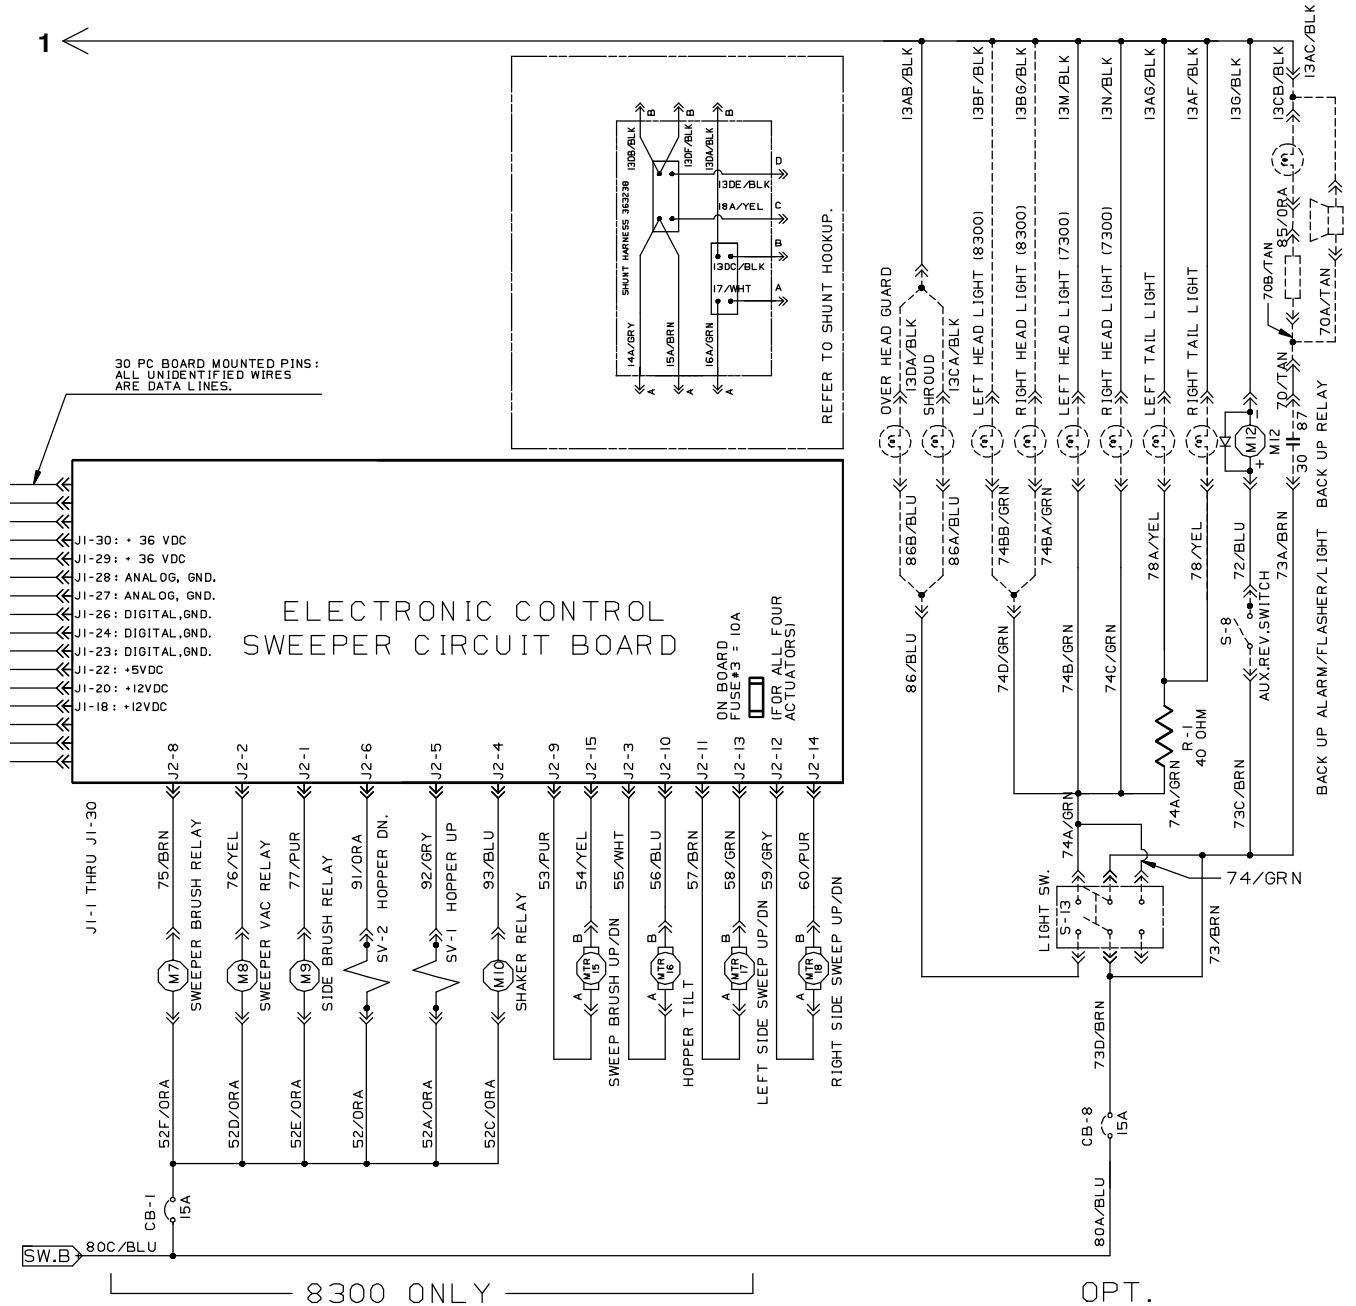 1
13AB/BLK
13BF/BLK
13BG/BLK
13M/BLK
13N/BLK
13AG/BLK
13AF/BLK
13G/BLK
13CB/BLK
13AC/BLK
13DB/BLK
B
13DF/BLK
B
13DA/BLK
B
SHUNT HARNESS 363238
13DE/BLK
D
18A/YEL
C
13DC/BLK
B
17/WHT
A
14A/GRY
A
15A/BRN
A
16A/GRN
A
REFER TO SHUNT HOOKUP.
OVER HEAD GUARD
13DA/BLK
SHROUD
13CA/BLK
LEFT HEAD LIGHT (8300)
RIGHT HEAD LIGHT (8300)
LEFT HEAD LIGHT (7300)
RIGHT HEAD LIGHT (7300)
LEFT TAIL LIGHT
RIGHT TAIL LIGHT
85/ORA
70B/TAN
70A/TAN
70/TAN
30 PC BOARD MOUNTED PINS:
ALL UNIDENTIFIED WIRES
ARE DATA LINES.
M12
-
+
M12
30
87
BACK UP RELAY
BACK UP ALARM/FLASHER/LIGHT
86B/BLU
86A/BLU
74BB/GRN
74BA/GRN
78A/YEL
78/YEL
72/BLU
73A/BRN
S-8
AUX.REV.SWITCH
86/BLU
74D/GRN
74B/GRN
74C/GRN
R-1
40 OHM
74A/GRN
73C/BRN
J1-30: + 36 VDC
J1-29: + 36 VDC
J1-28: ANALOG, GND.
J1-27: ANALOG, GND.
J1-26: DIGITAL,GND.
J1-24: DIGITAL,GND.
J1-23: DIGITAL,GND.
J1-22: +5VDC
J1-20: +12VDC
J1-18: +12VDC
ELECTRONIC CONTROL
SWEEPER CIRCUIT BOARD
ON BOARD
FUSE#3 = 10A
(FOR ALL FOUR
ACTUATORS)
J2-8
J2-2
J2-1
J2-6
J2-5
J2-4
J2-9
J2-15
J2-3
J2-10
J2-11
J2-13
J2-12
J2-14
J1-1 THRU J1-30
75/BRN
76/YEL
77/PUR
91/ORA
92/GRY
93/BLU
53/PUR
54/YEL
55/WHT
56/BLU
57/BRN
58/GRN
59/GRY
60/PUR
74A/GRN
74/GRN
LIGHT SW.
S-13
73/BRN
M7
SWEEPER BRUSH RELAY
M8
SWEEPER VAC RELAY
M9
SIDE BRUSH RELAY
SV-2 HOPPER DN.
SV-1 HOPPER UP
M10
SHAKER RELAY
B
MTR
15
A
SWEEP BRUSH UP/DN
B
MTR
16
A
HOPPER TILT
B
MTR
17
A
LEFT SIDE SWEEP UP/DN
MTR
18
RIGHT SIDE SWEEP UP/DN
73D/BRN
52F/ORA
52D/ORA
52E/ORA
52/ORA
52A/ORA
52C/ORA
CB-8
15A
CB-1
15A
80A/BLU
SW.B
80C/BLU
8300 ONLY
OPT.